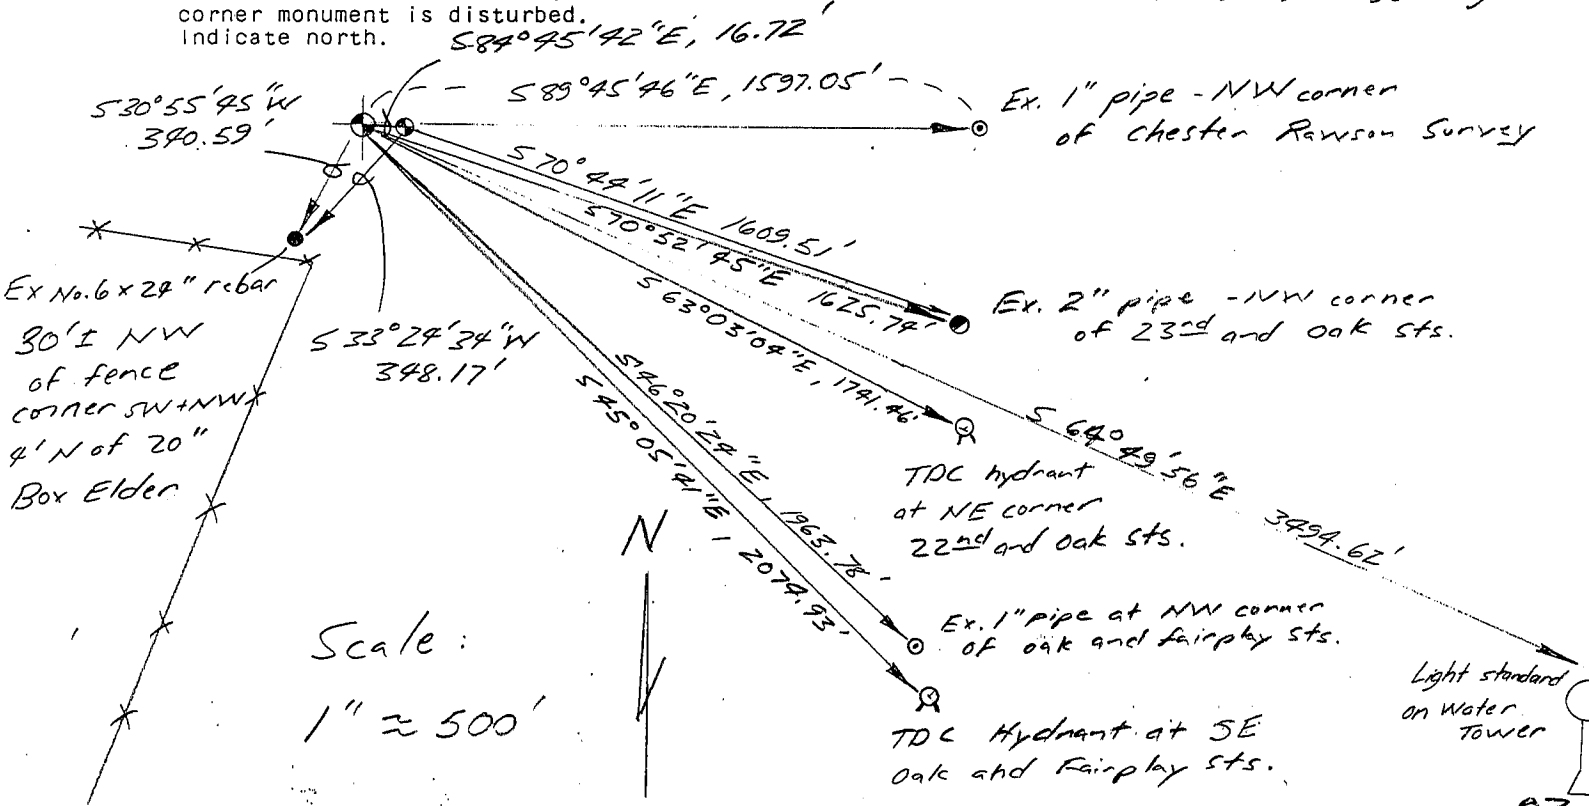 corner monument is disturbed.
Indicate north.
S84°45'42"E, 16.72'
S30°55'45"W
340.59'
S89°45'46"E, 1597.05'
Ex. 1" pipe - NW corner
of Chester Rawson Survey
S70°44'11"E 1609.51'
S70°52'45"E 1625.74'
S63°03'04"E, 1741.46'
Ex. 2" pipe - NW corner
of 23rd and Oak Sts.
Ex No. 6 x 24" rebar
30'± NW
of fence
corner SW+NW
4' N of 20"
Box Elder
S33°24'34"W
348.17'
S46°20'24"E, 1963.78'
S45°05'41"E, 2074.93'
S64°49'56"E 3494.62'
TDC hydrant
at NE corner
22nd and Oak Sts.
N
Scale:
1" ≈ 500'
Ex. 1" pipe at NW corner
of Oak and Fairplay Sts.
TDC Hydrant at SE
Oak and Fairplay Sts.
Light standard
on Water
Tower